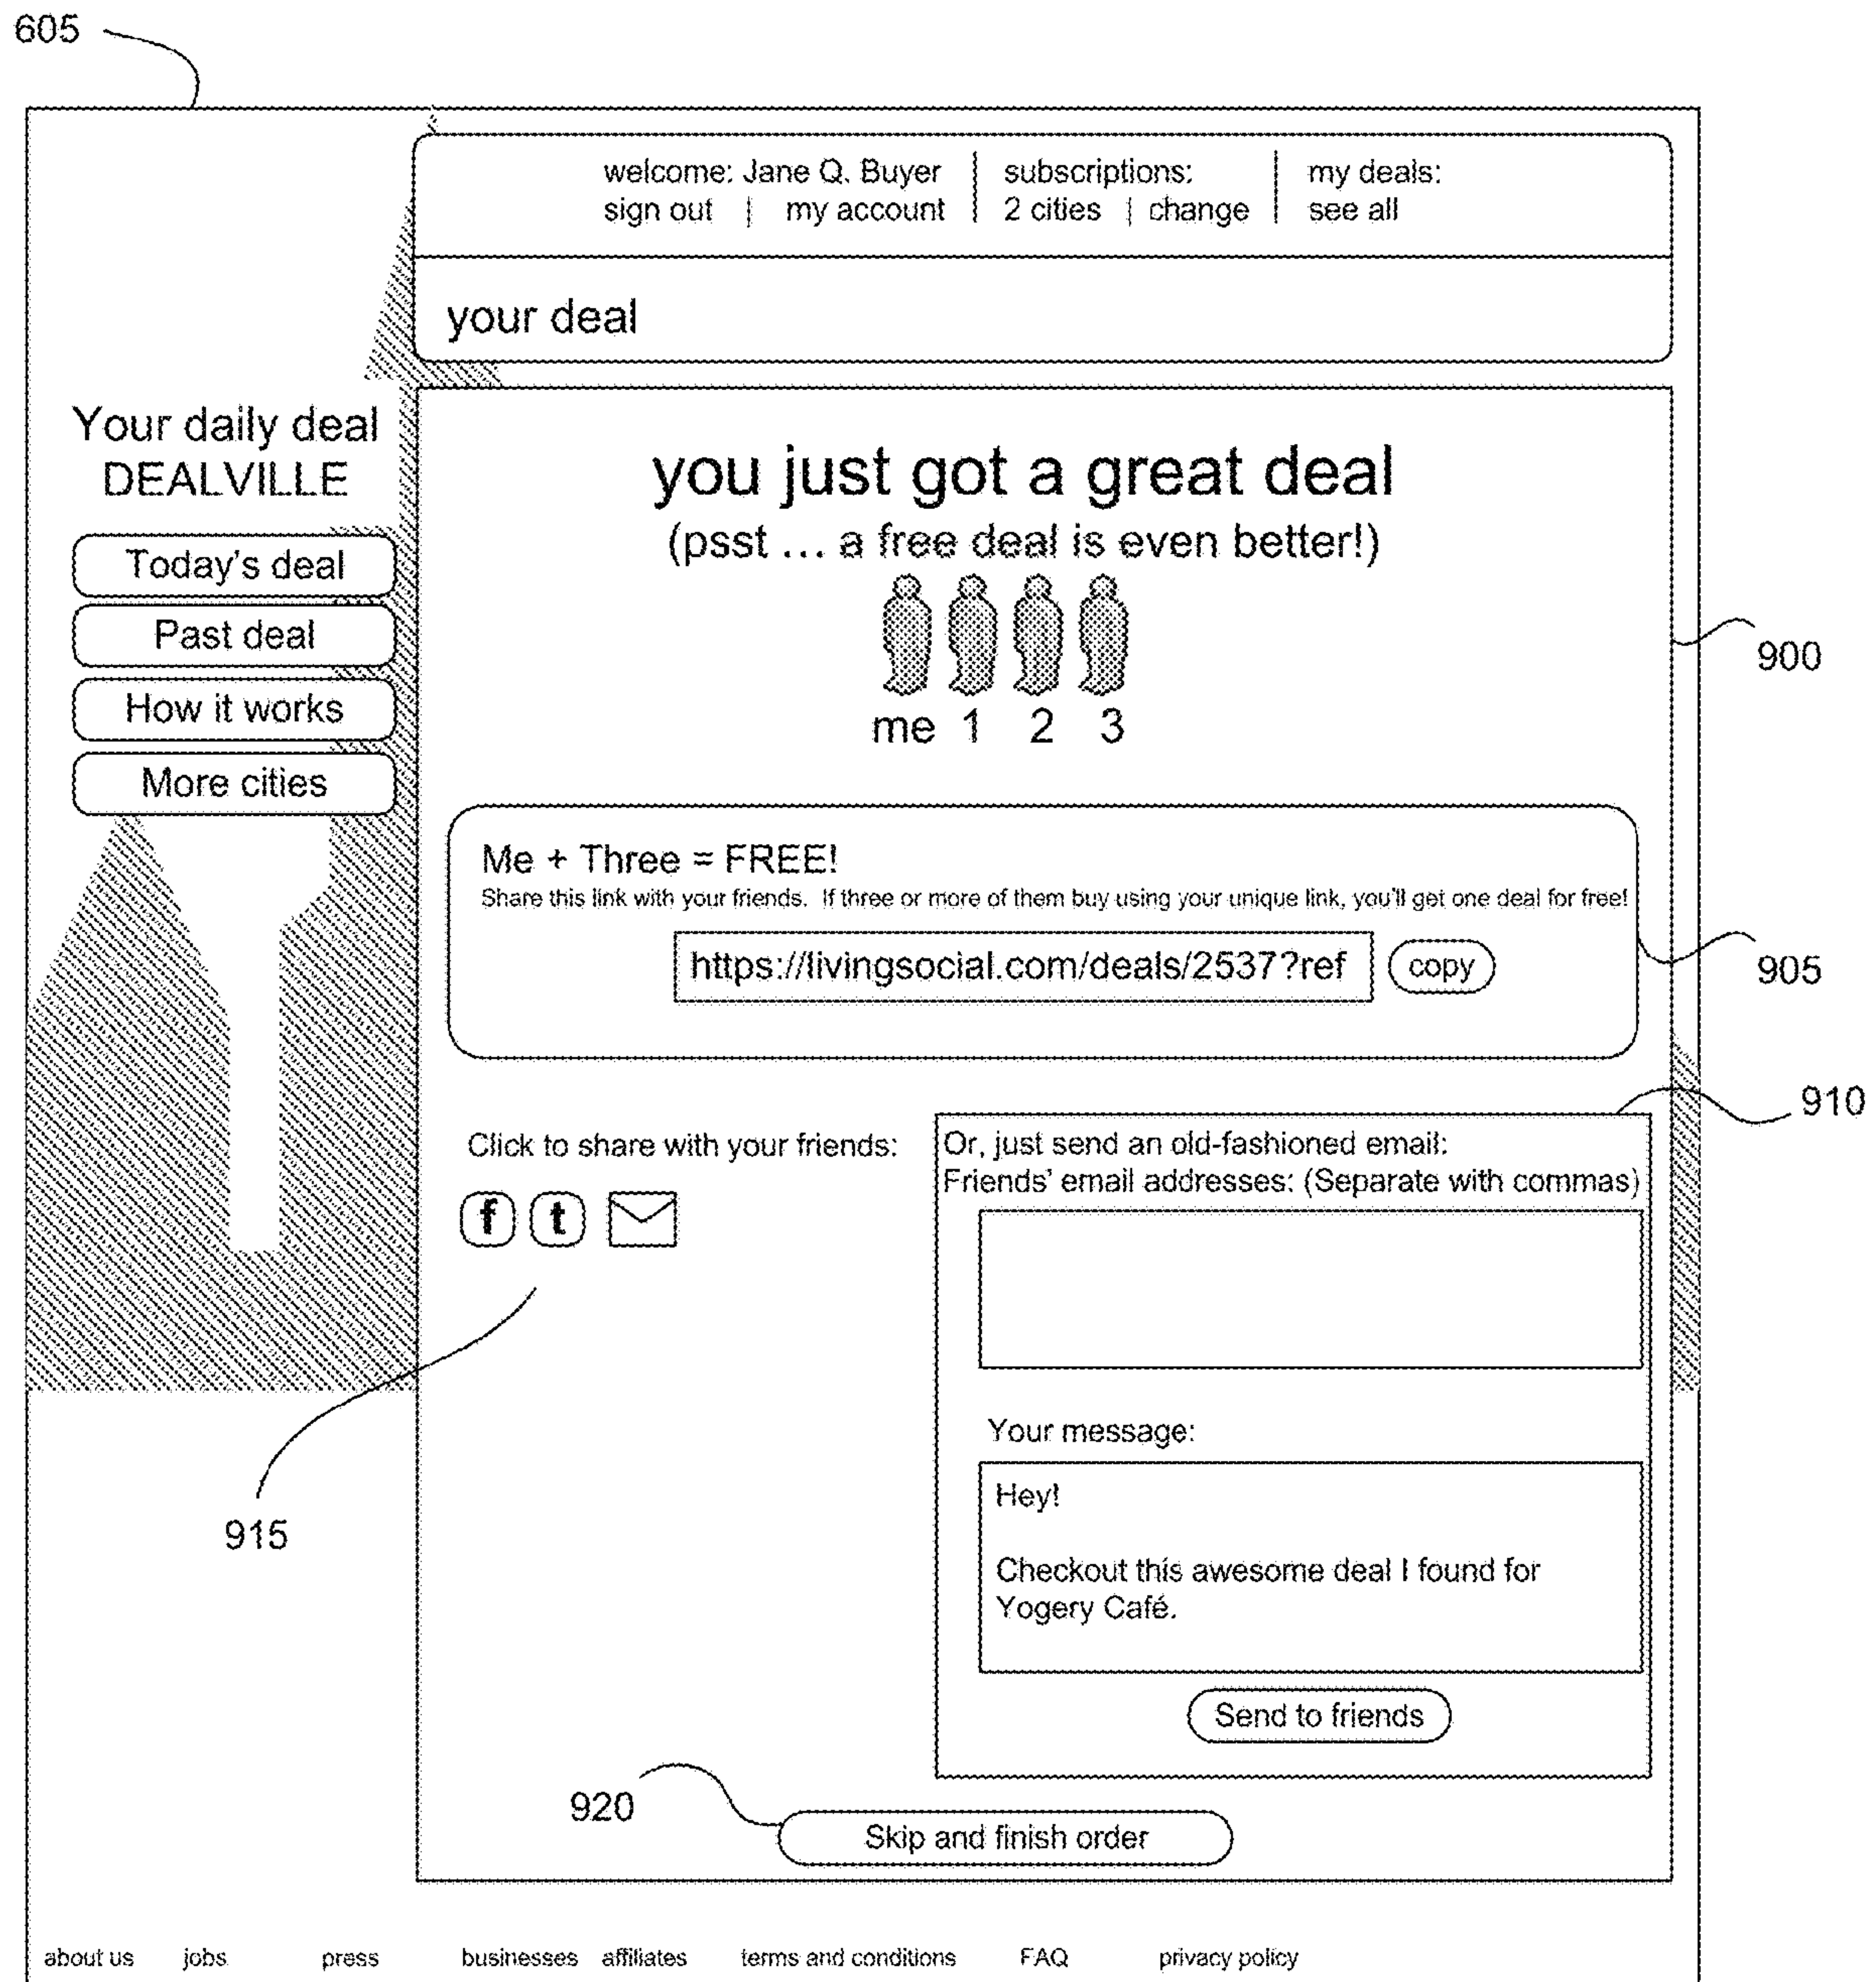 605
welcome: Jane Q. Buyer
sign out | my account
subscriptions:
2 cities | change
my deals:
see all
your deal
Your daily deal
DEALVILLE
Today's deal
Past deal
How it works
More cities
you just got a great deal
(psst ... a free deal is even better!)
me 1 2 3
900
Me + Three = FREE!
Share this link with your friends. If three or more of them buy using your unique link, you'll get one deal for free!
https://livingsocial.com/deals/2537?ref
copy
905
910
Click to share with your friends:
f t
915
Or, just send an old-fashioned email:
Friends' email addresses: (Separate with commas)
Your message:
Hey!
Checkout this awesome deal I found for
Yogery Café.
Send to friends
920
Skip and finish order
about us jobs press businesses affiliates terms and conditions FAQ privacy policy